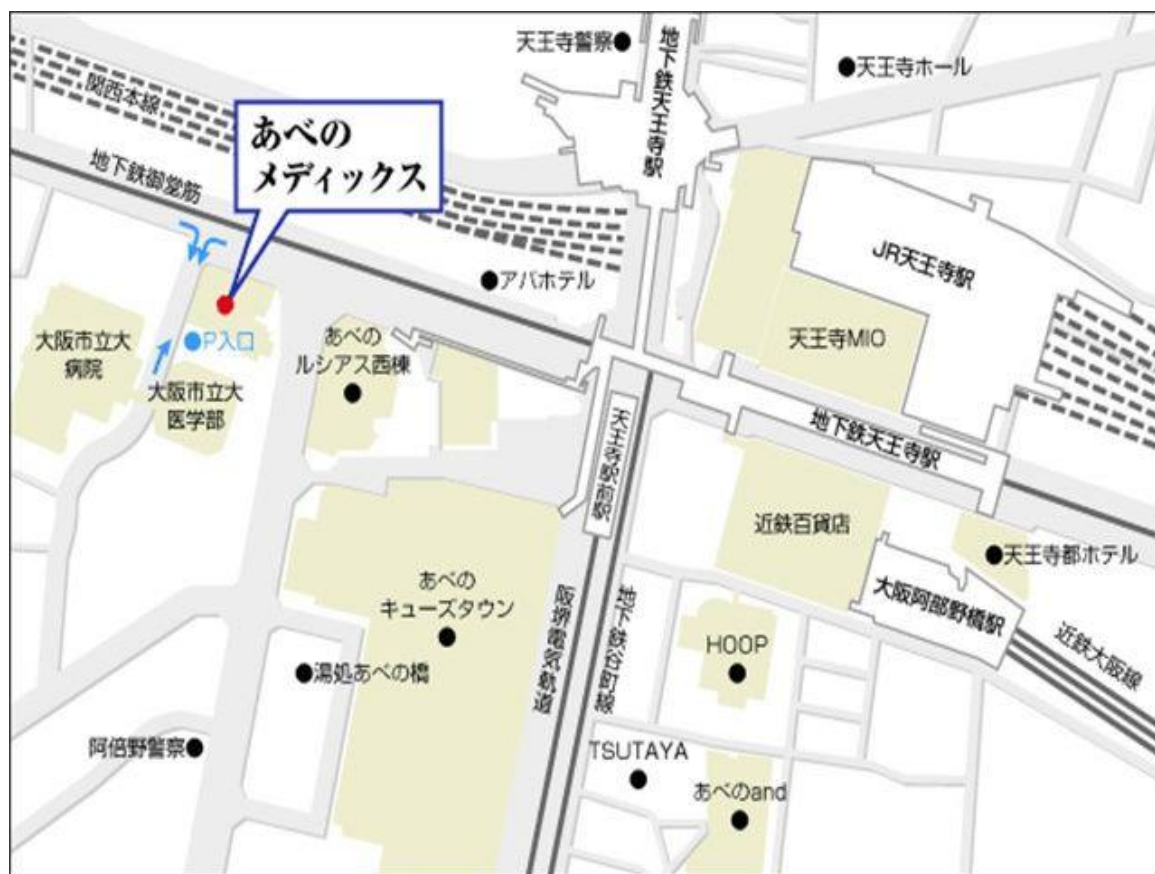 天王寺警察
地下鉄天王寺駅
天王寺ホール
関西本線
あべの
メディックス
地下鉄御堂筋
アパホテル
JR天王寺駅
大阪市立大
病院
P入口
大阪市立大
医学部
あべの
ルシアス西棟
天王寺MIO
地下鉄天王寺駅
天王寺駅前駅
近鉄百貨店
天王寺都ホテル
大阪阿部野橋駅
近鉄大阪線
あべの
キューズタウン
阪堺電気軌道
地下鉄谷町線
HOOP
湯処あべの橋
阿倍野警察
TSUTAYA
あべのand